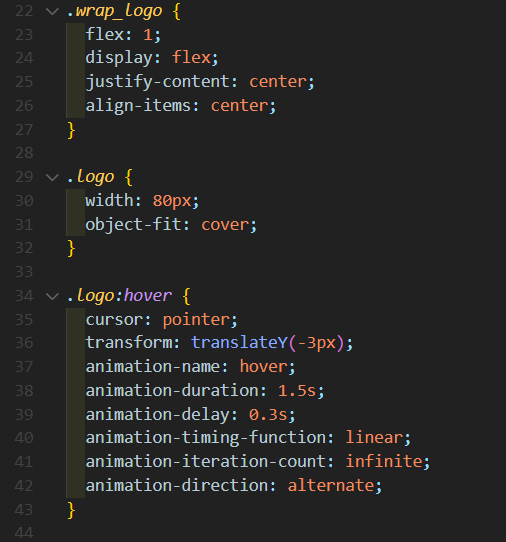 22 .wrap_logo {
23 flex: 1;
24 display: flex;
25 justify-content: center;
26 align-items: center;
27 }
28
29 .logo {
30 width: 80px;
31 object-fit: cover;
32 }
33
34 .logo:hover {
35 cursor: pointer;
36 transform: translateY(-3px);
37 animation-name: hover;
38 animation-duration: 1.5s;
39 animation-delay: 0.3s;
40 animation-timing-function: linear;
41 animation-iteration-count: infinite;
42 animation-direction: alternate;
43 }
44